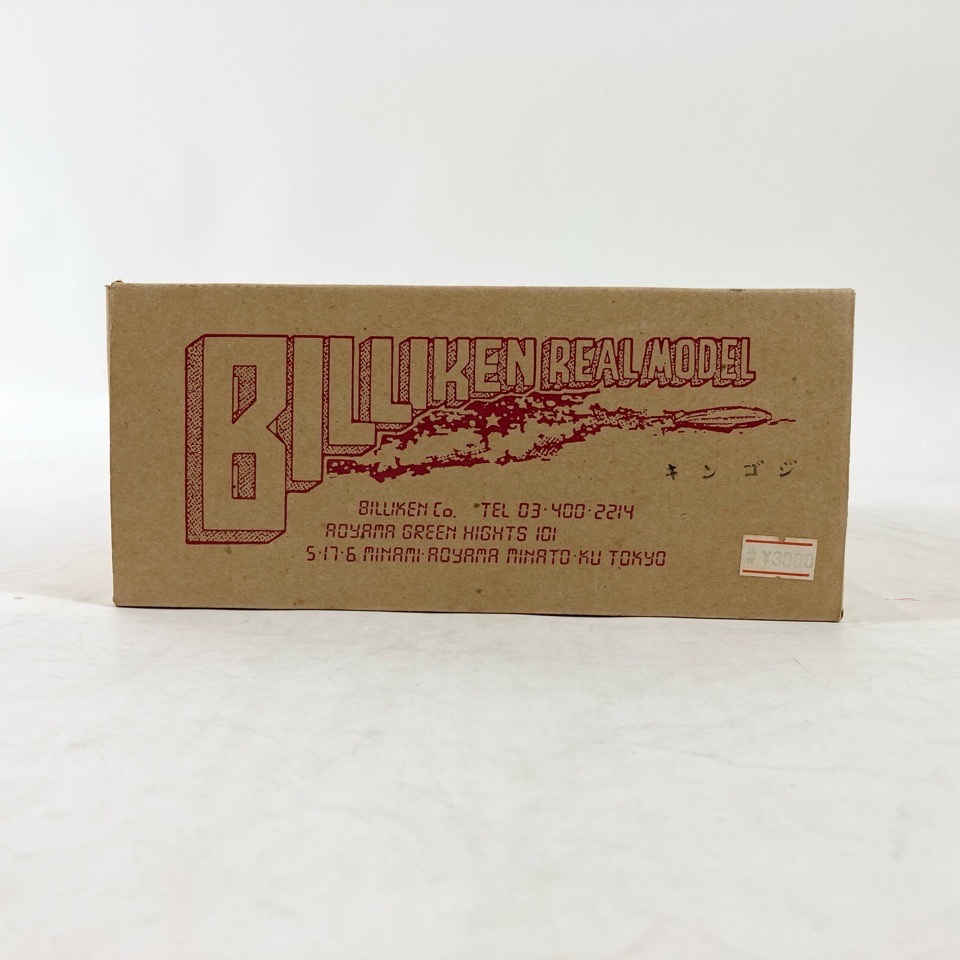 BILLIKEN REAL MODEL
キンゴジ
BILLIKEN Co. TEL 03·400·2214
AOYAMA GREEN HIGHTS 101
5·17·6 MINAMI·AOYAMA MINATO·KU TOKYO
¥3000